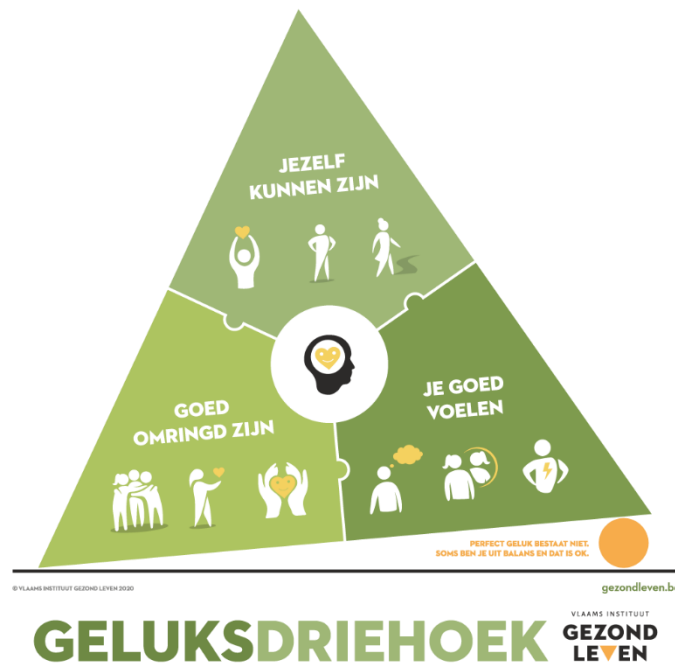 JEZELF
KUNNEN ZIJN
GOED
OMRINGD ZIJN
JE GOED
VOELEN
PERFECT GELUK BESTAAT NIET.
SOMS BEN JE UIT BALANS EN DAT IS OK.
© VLAAMS INSTITUUT GEZOND LEVEN 2020
gezondleven.be
GELUKSDRIEHOEK
VLAAMS INSTITUUT
GEZOND
LEVEN